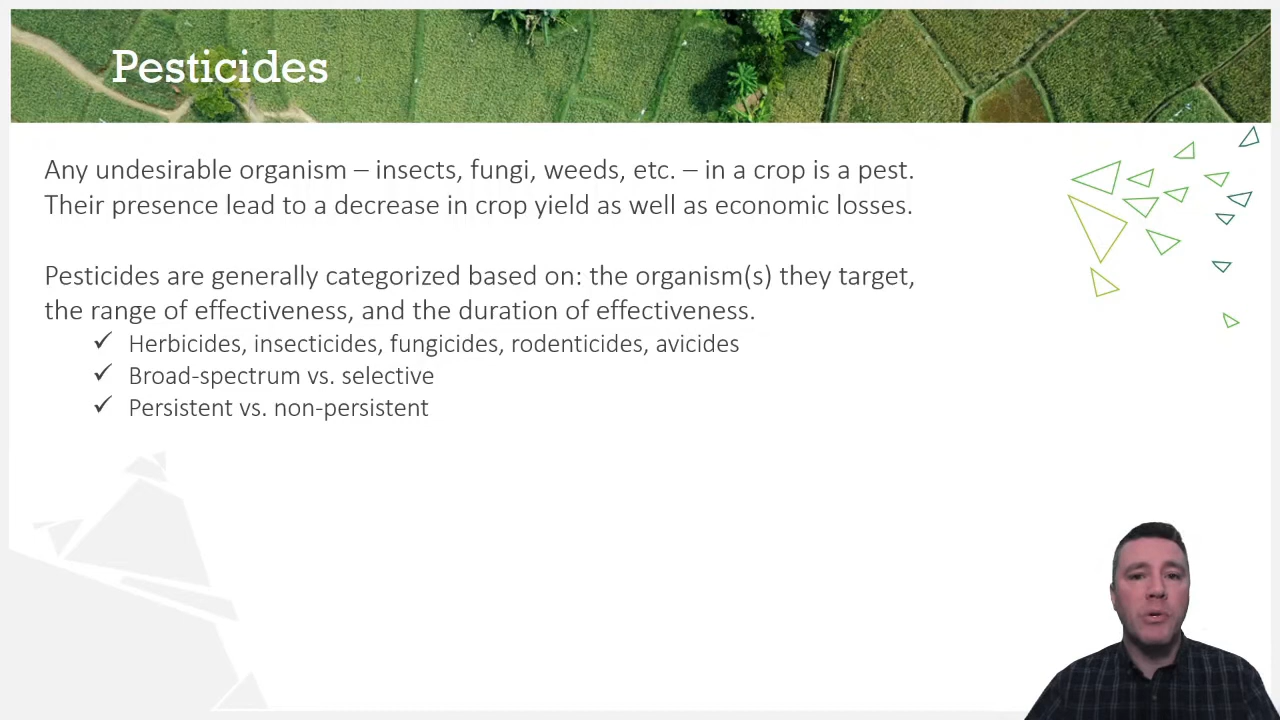 Pesticides
Any undesirable organism – insects, fungi, weeds, etc. – in a crop is a pest.
Their presence lead to a decrease in crop yield as well as economic losses.
Pesticides are generally categorized based on: the organism(s) they target,
the range of effectiveness, and the duration of effectiveness.
✓ Herbicides, insecticides, fungicides, rodenticides, avicides
✓ Broad-spectrum vs. selective
✓ Persistent vs. non-persistent